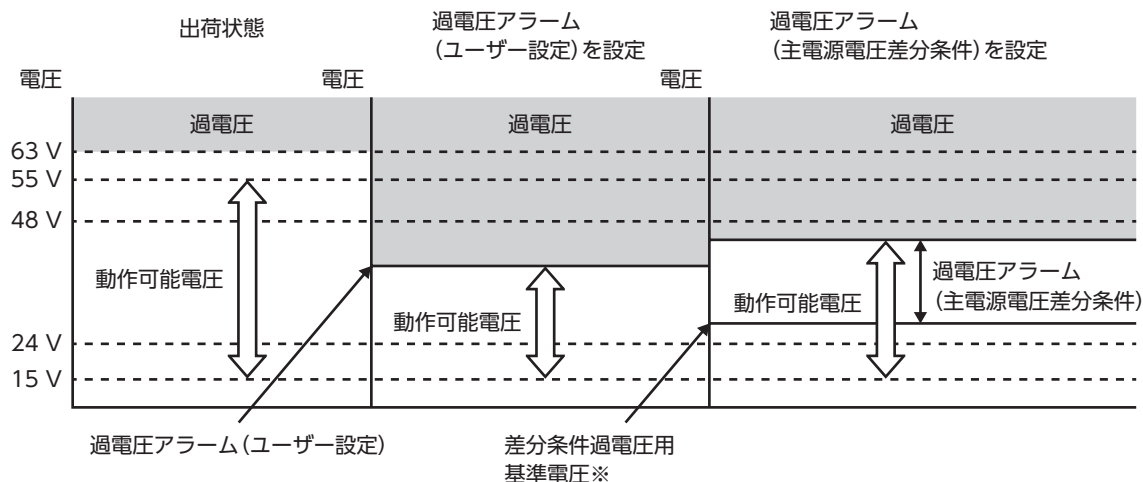 出荷状態
過電圧アラーム
(ユーザー設定)を設定
過電圧アラーム
(主電源電圧差分条件)を設定
電圧
電圧
電圧
過電圧
過電圧
過電圧
63 V
55 V
48 V
動作可能電圧
動作可能電圧
動作可能電圧
過電圧アラーム
(主電源電圧差分条件)
24 V
15 V
過電圧アラーム(ユーザー設定)
差分条件過電圧用
基準電圧※